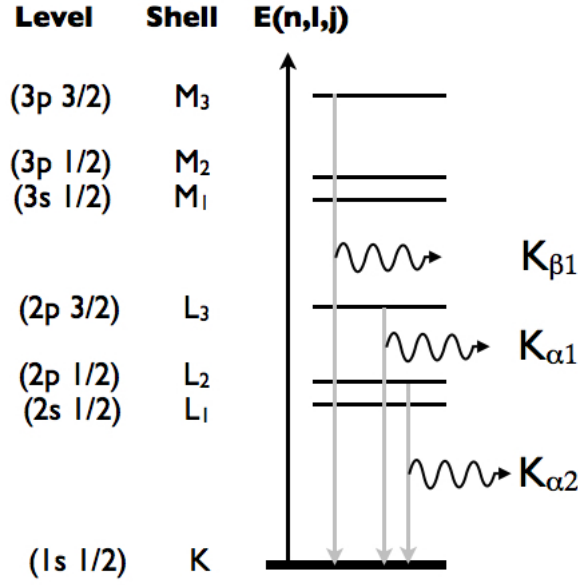 Level Shell E(n,l,j)
(3p 3/2) M₃
(3p 1/2) M₂
(3s 1/2) M₁
Kβ1
(2p 3/2) L₃
Kα1
(2p 1/2) L₂
(2s 1/2) L₁
Kα2
(1s 1/2) K